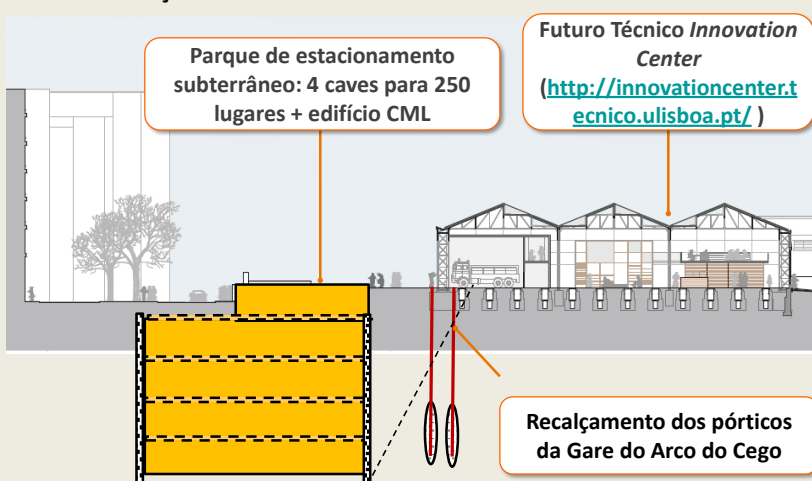 Parque de estacionamento
subterrâneo: 4 caves para 250
lugares + edifício CML
Futuro Técnico Innovation
Center
(http://innovationcenter.t
ecnico.ulisboa.pt/ )
Recalçamento dos pórticos
da Gare do Arco do Cego